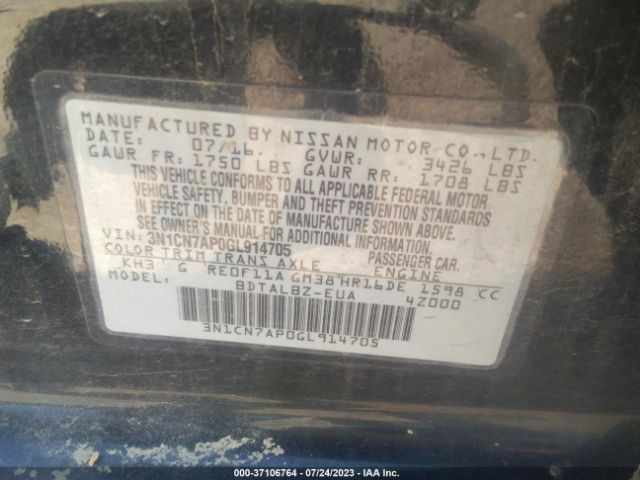 MANUFACTURED BY NISSAN MOTOR CO., LTD.
DATE: 07/16. GVWR: 3426 LBS
GAWR FR: 1750 LBS GAWR RR: 1708 LBS
THIS VEHICLE CONFORMS TO ALL APPLICABLE FEDERAL MOTOR
VEHICLE SAFETY, BUMPER AND THEFT PREVENTION STANDARDS
IN EFFECT ON THE DATE OF MANUFACTURE SHOWN ABOVE.
SEE OWNER'S MANUAL FOR ADDITIONAL INFORMATION
VIN: 3N1CN7AP0GL914705 PASSENGER CAR.
COLOR TRIM TRANS AXLE ENGINE
KH3 G RE0F11A GM38 HR16DE 1598 CC
MODEL: BDTALBZ-EUA 4Z000
3N1CN7AP0GL914705
000-37106764 - 07/24/2023 - IAA Inc.